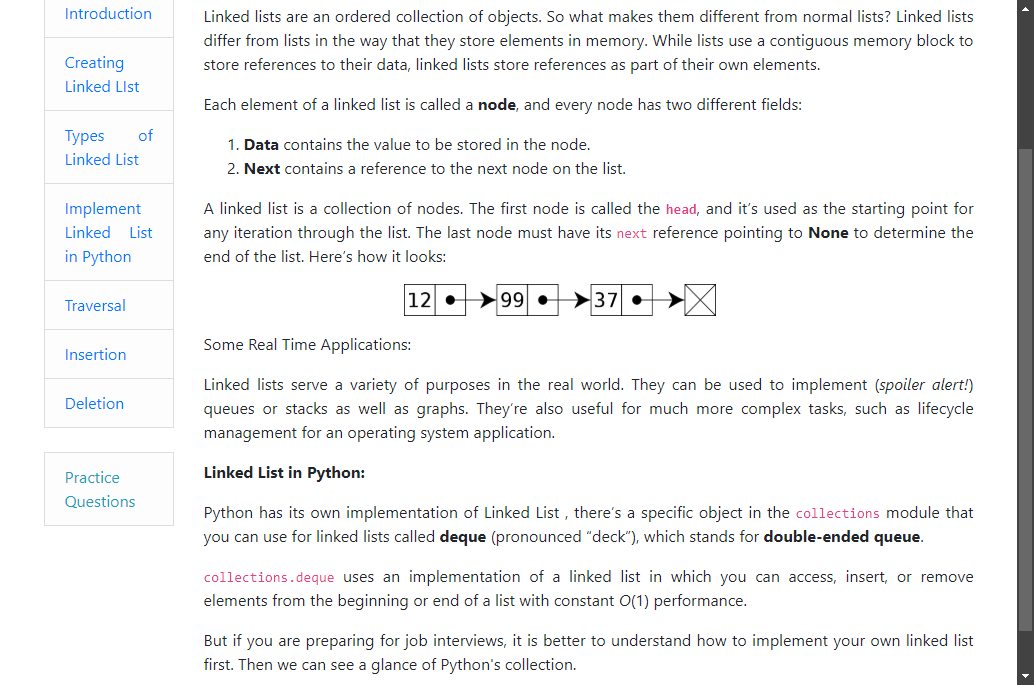 Introduction
Creating
Linked LIst
Types of
Linked List
Implement
Linked List
in Python
Traversal
Insertion
Deletion
Practice
Questions
Linked lists are an ordered collection of objects. So what makes them different from normal lists? Linked lists
differ from lists in the way that they store elements in memory. While lists use a contiguous memory block to
store references to their data, linked lists store references as part of their own elements.
Each element of a linked list is called a node, and every node has two different fields:
1. Data contains the value to be stored in the node.
2. Next contains a reference to the next node on the list.
A linked list is a collection of nodes. The first node is called the head, and it’s used as the starting point for
any iteration through the list. The last node must have its next reference pointing to None to determine the
end of the list. Here’s how it looks:
12 99 37
Some Real Time Applications:
Linked lists serve a variety of purposes in the real world. They can be used to implement (spoiler alert!)
queues or stacks as well as graphs. They’re also useful for much more complex tasks, such as lifecycle
management for an operating system application.
Linked List in Python:
Python has its own implementation of Linked List , there’s a specific object in the collections module that
you can use for linked lists called deque (pronounced “deck”), which stands for double-ended queue.
collections.deque uses an implementation of a linked list in which you can access, insert, or remove
elements from the beginning or end of a list with constant O(1) performance.
But if you are preparing for job interviews, it is better to understand how to implement your own linked list
first. Then we can see a glance of Python's collection.